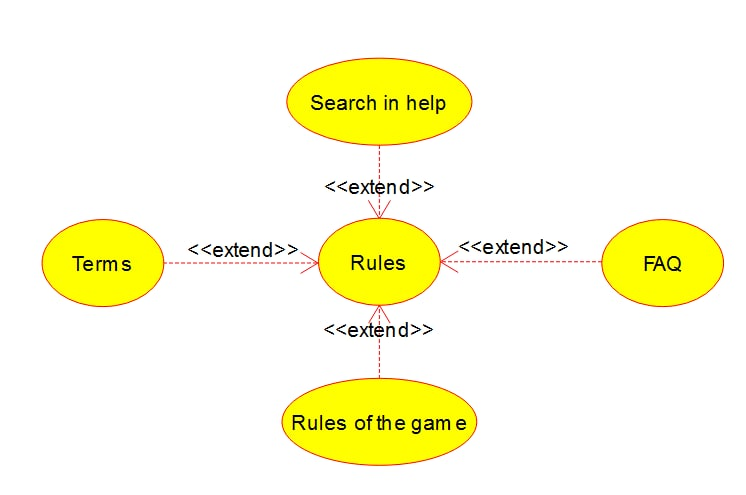 Search in help
<<extend>>
Terms
<<extend>>
Rules
<<extend>>
FAQ
<<extend>>
Rules of the game